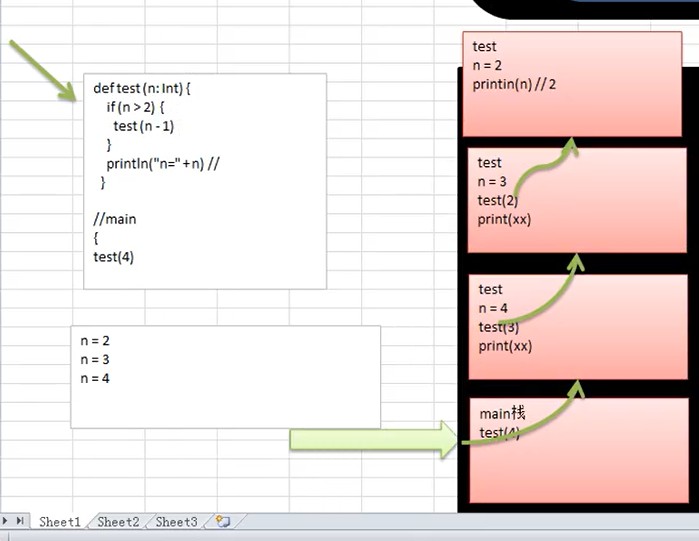 def test (n: Int) {
if (n > 2) {
test (n - 1)
}
println("n=" + n) //
}
//main
{
test(4)
n = 2
n = 3
n = 4
test
n = 2
println(n) // 2
test
n = 3
test(2)
print(xx)
test
n = 4
test(3)
print(xx)
main栈
test(4)
Sheet1 Sheet2 Sheet3